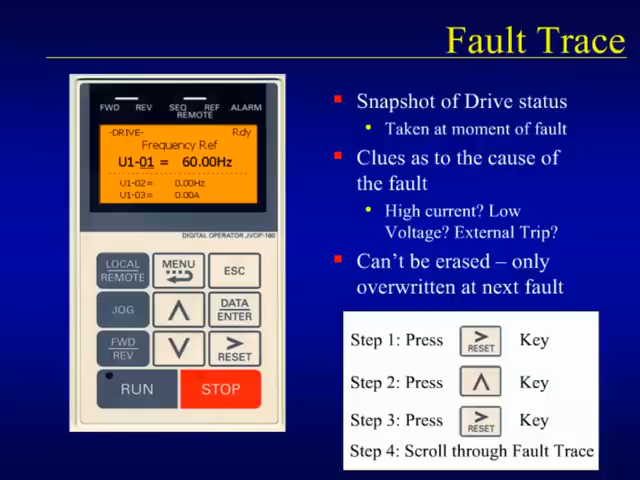 Fault Trace
FWD REV SEQ REF ALARM
REMOTE
-DRIVE- Rdy
Frequency Ref
U1-01 = 60.00Hz
U1-02= 0.00Hz
U1-03= 0.00A
DIGITAL OPERATOR JVOP-160
LOCAL
REMOTE
MENU
ESC
JOG
DATA
ENTER
FWD
REV
>
RESET
RUN
STOP
Snapshot of Drive status
Taken at moment of fault
Clues as to the cause of
the fault
High current? Low
Voltage? External Trip?
Can't be erased – only
overwritten at next fault
Step 1: Press > RESET Key
Step 2: Press Key
Step 3: Press > RESET Key
Step 4: Scroll through Fault Trace